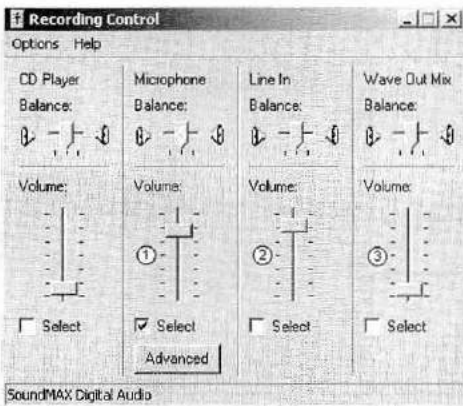 Recording Control
Options Help
CD Player Microphone Line In Wave Out Mix
Balance: Balance: Balance: Balance:
Volume: Volume: Volume: Volume:
1 2 3
Select Select Select Select
Advanced
SoundMAX Digital Audio